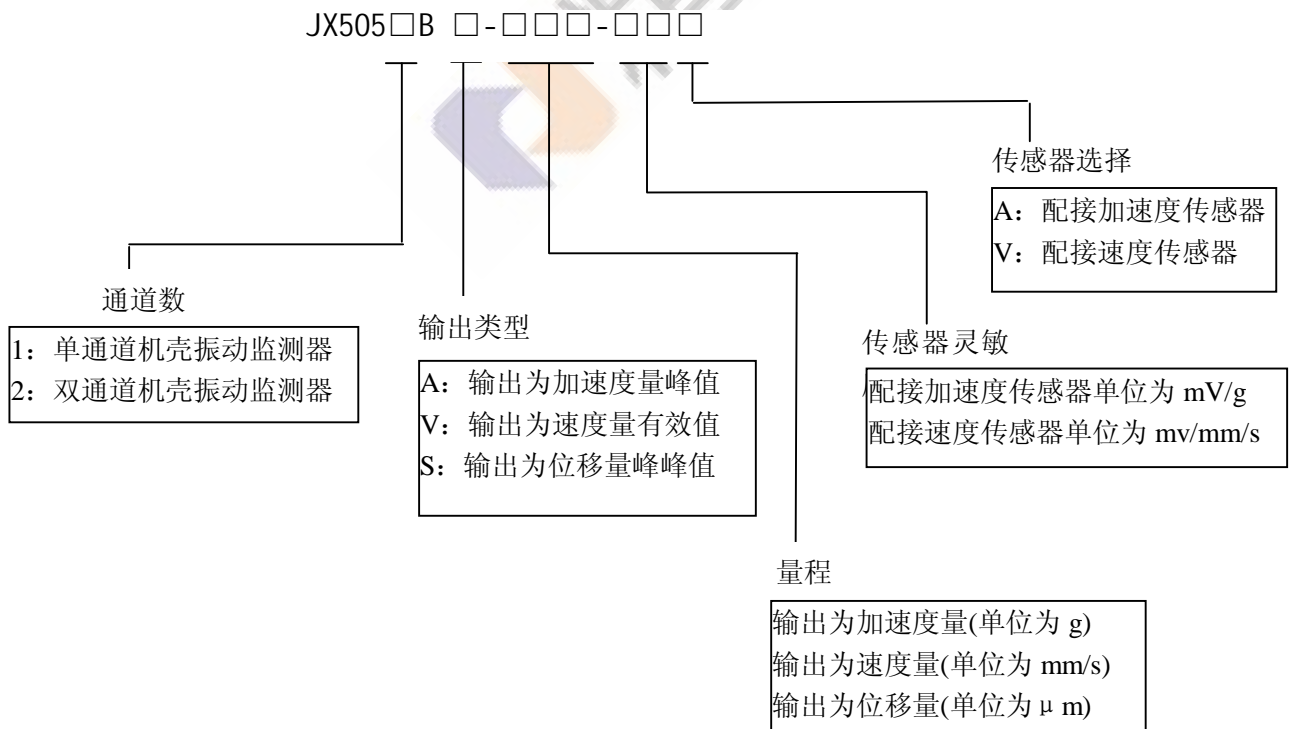 JX505□B □-□□□-□□□
传感器选择
A：配接加速度传感器
V：配接速度传感器
通道数
1：单通道机壳振动监测器
2：双通道机壳振动监测器
输出类型
A：输出为加速度量峰值
V：输出为速度量有效值
S：输出为位移量峰峰值
传感器灵敏
配接加速度传感器单位为 mV/g
配接速度传感器单位为 mv/mm/s
量程
输出为加速度量(单位为 g)
输出为速度量(单位为 mm/s)
输出为位移量(单位为μm)